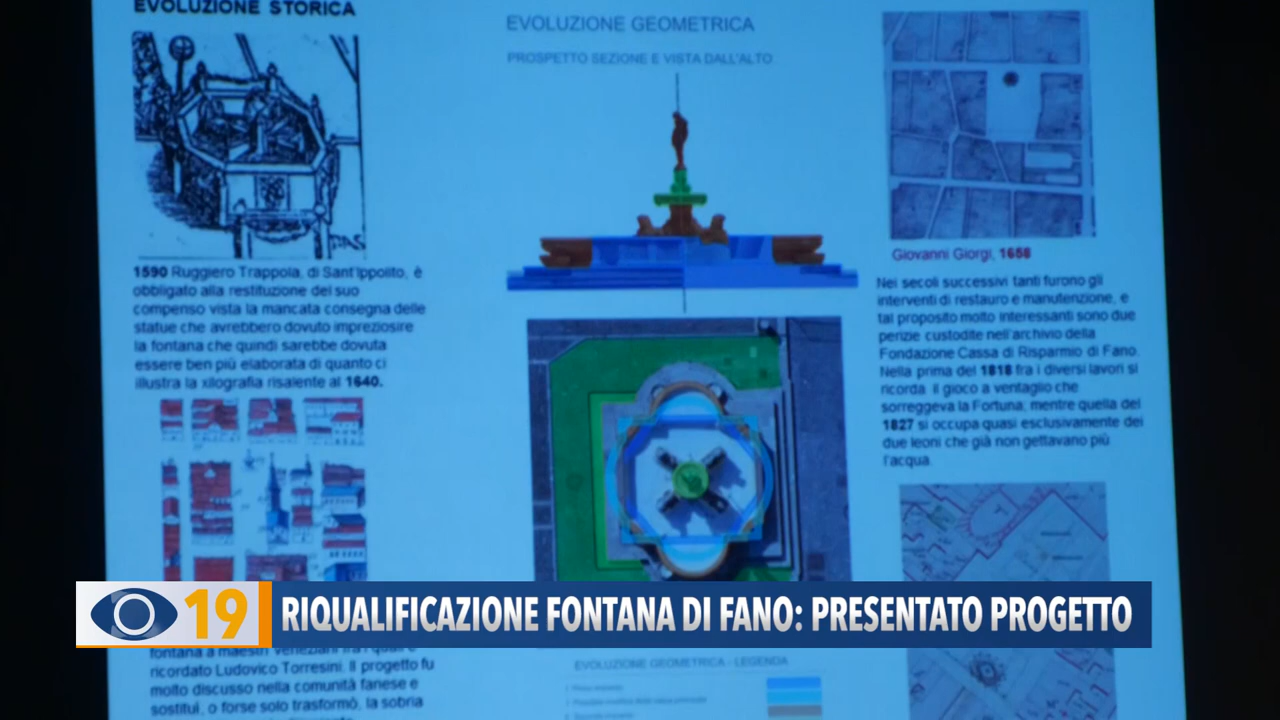 EVOLUZIONE STORICA
1590 Ruggiero Trappola, di Sant'Ippolito, è
obbligato alla restituzione del suo
compenso vista la mancata consegna delle
statue che avrebbero dovuto impreziosire
la fontana che quindi sarebbe dovuta
essere ben più elaborata di quanto ci
illustra la xilografia risalente al 1640.
fontana a maestri veneziani fra i quali è
ricordato Ludovico Torresini. Il progetto fu
molto discusso nella comunità fanese e
sostituì, o forse solo trasformò, la sobria
EVOLUZIONE GEOMETRICA
PROSPETTO SEZIONE E VISTA DALL'ALTO
EVOLUZIONE GEOMETRICA - LEGENDA
Giovanni Giorgi, 1658
Nei secoli successivi tanti furono gli
interventi di restauro e manutenzione, e
tal proposito molto interessanti sono due
perizie custodite nell'archivio della
Fondazione Cassa di Risparmio di Fano.
Nella prima del 1818 fra i diversi lavori si
ricorda il gioco a ventaglio che
sorreggeva la Fortuna; mentre quella del
1827 si occupa quasi esclusivamente dei
due leoni che già non gettavano più
l'acqua.
19
RIQUALIFICAZIONE FONTANA DI FANO: PRESENTATO PROGETTO